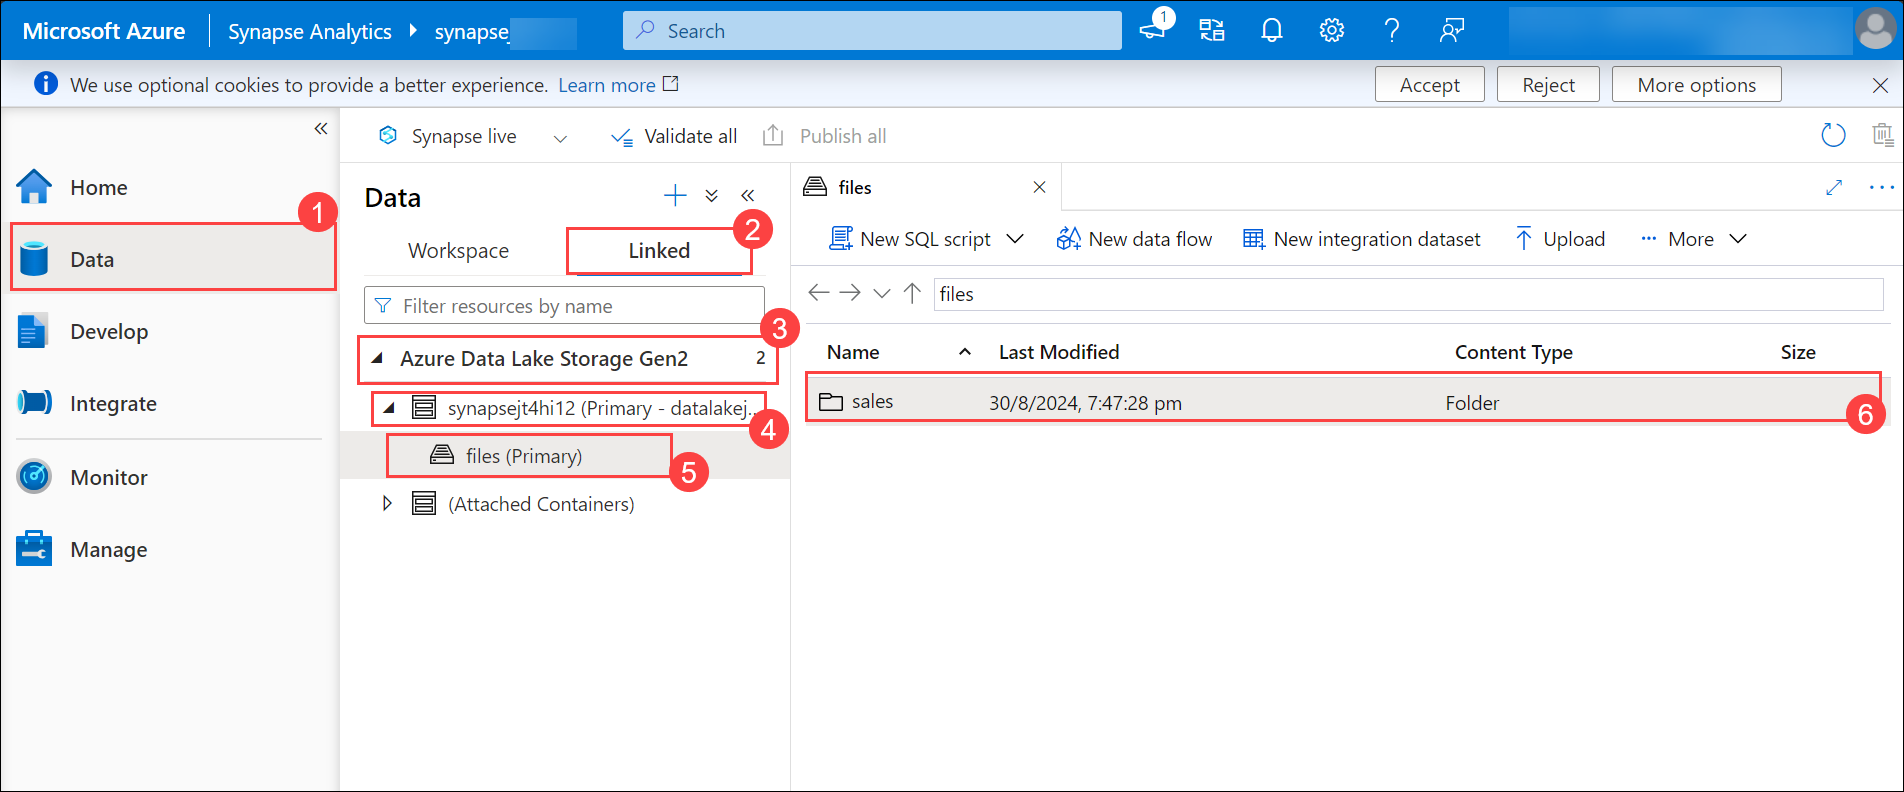 Microsoft Azure
Synapse Analytics
synapsej
Search
1
We use optional cookies to provide a better experience. Learn more
Accept
Reject
More options
Synapse live
Validate all
Publish all
Home
1
Data
Develop
Integrate
Monitor
Manage
Data
Workspace
Linked
2
Filter resources by name
3
Azure Data Lake Storage Gen2 2
synapsejt4hi12 (Primary - datalakej...
4
files (Primary)
5
(Attached Containers)
files
New SQL script
New data flow
New integration dataset
Upload
More
files
Name Last Modified Content Type Size
sales 30/8/2024, 7:47:28 pm Folder
6